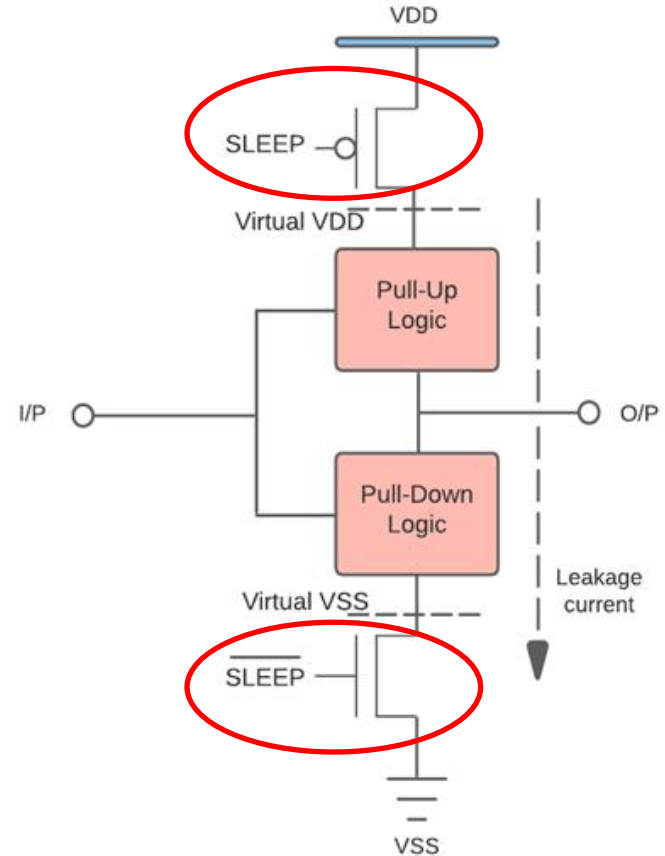 VDD
SLEEP
Virtual VDD
Pull-Up
Logic
I/P
O/P
Pull-Down
Logic
Leakage
current
Virtual VSS
SLEEP
VSS